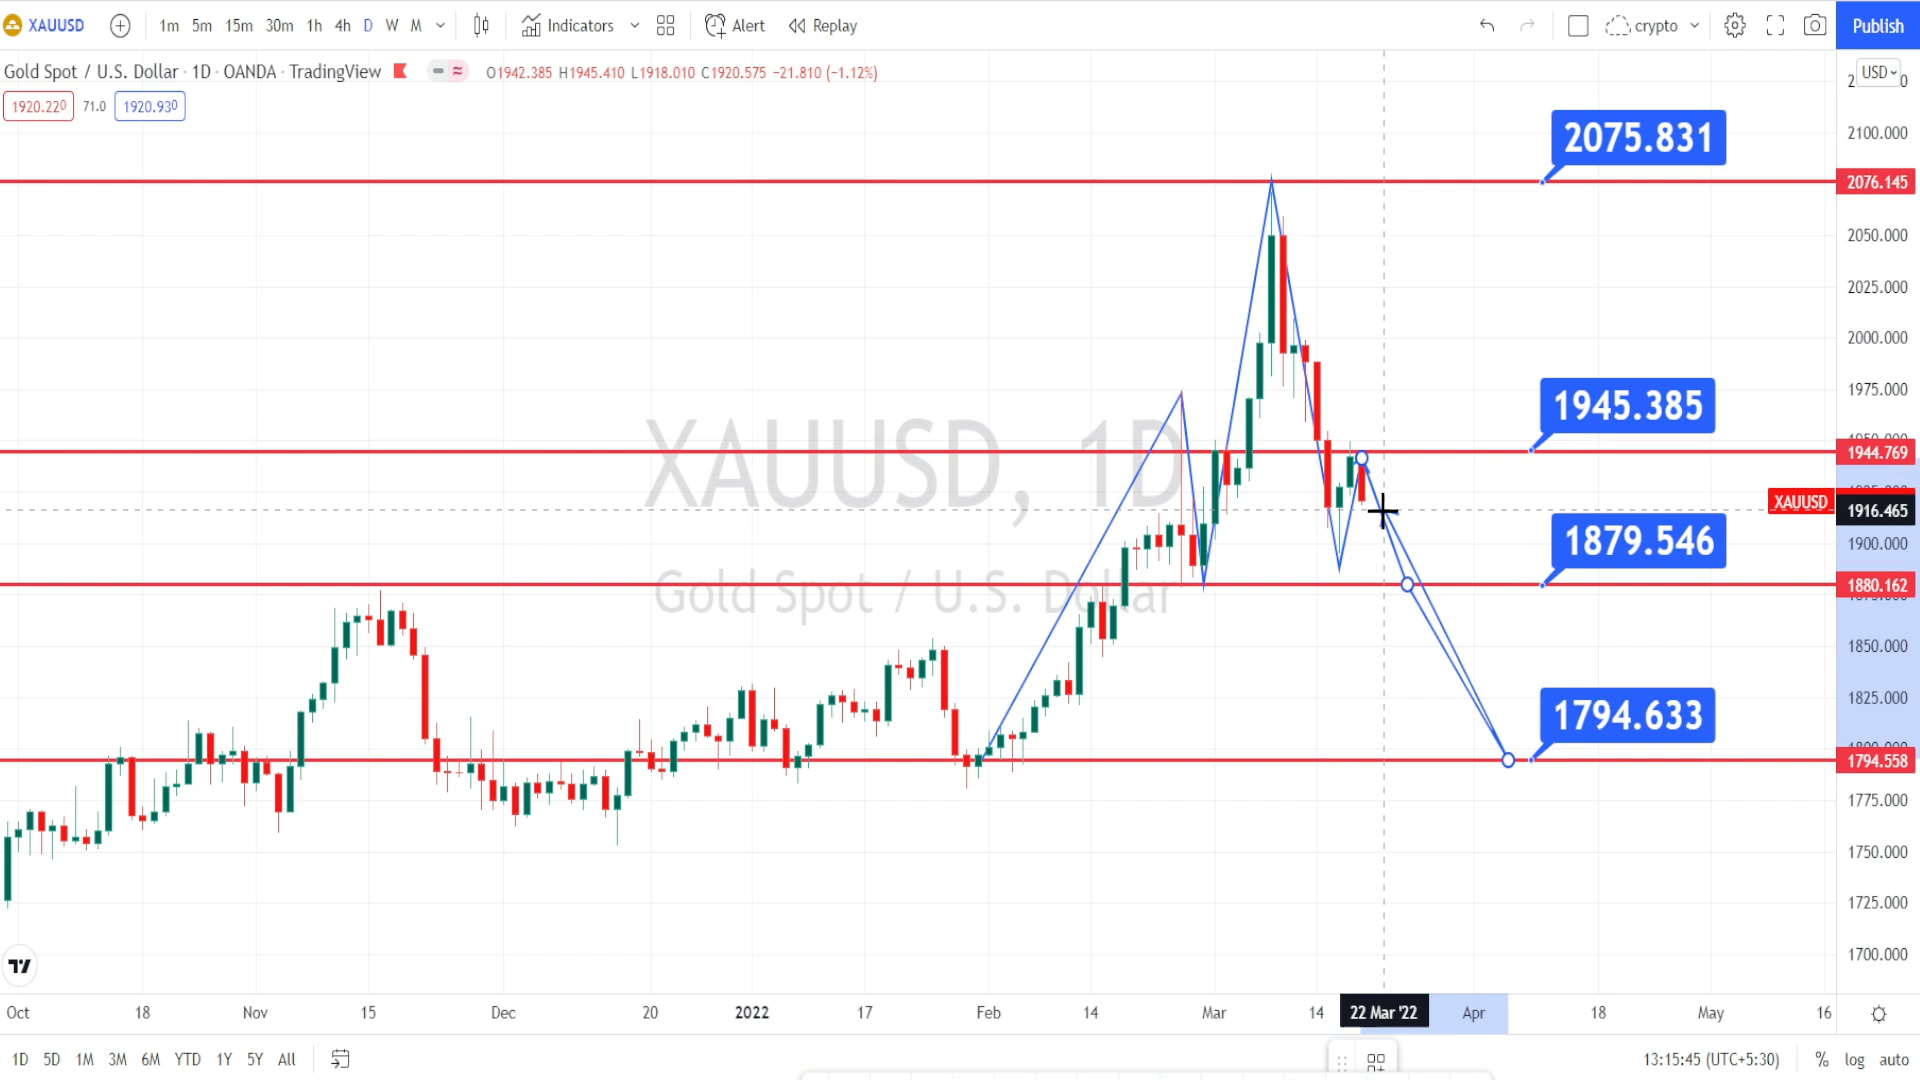 XAUUSD 1m 5m 15m 30m 1h 4h D W M Indicators Alert Replay crypto Publish
Gold Spot / U.S. Dollar · 1D · OANDA · TradingView O1942.385 H1945.410 L1918.010 C1920.575 −21.810 (−1.12%)
USD
1920.220 71.0 1920.930
2075.831
2100.000
2076.145
2050.000
2025.000
2000.000
1975.000
1945.385
1944.769
XAUUSD, 1D
Gold Spot / U.S. Dollar
XAUUSD
1916.465
1879.546
1900.000
1880.162
1850.000
1825.000
1794.633
1794.558
1775.000
1750.000
1725.000
1700.000
Oct 18 Nov 15 Dec 20 2022 17 Feb 14 Mar 14 22 Mar '22 Apr 18 May 16
1D 5D 1M 3M 6M YTD 1Y 5Y All 13:15:45 (UTC+5:30) % log auto